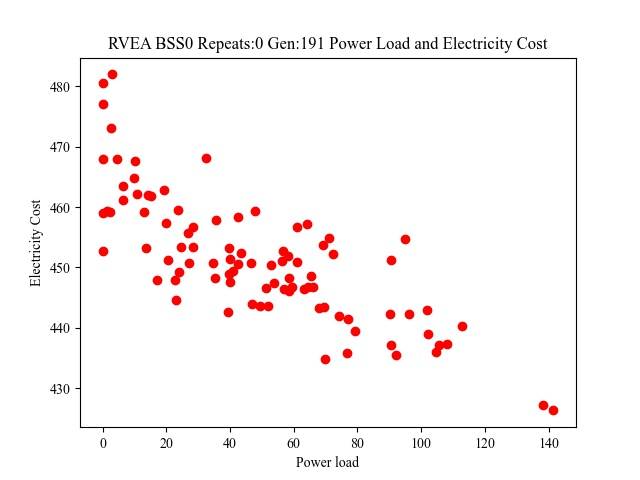 RVEA BSS0 Repeats:0 Gen:191 Power Load and Electricity Cost
480
470
460
450
440
430
Electricity Cost
0 20 40 60 80 100 120 140
Power load